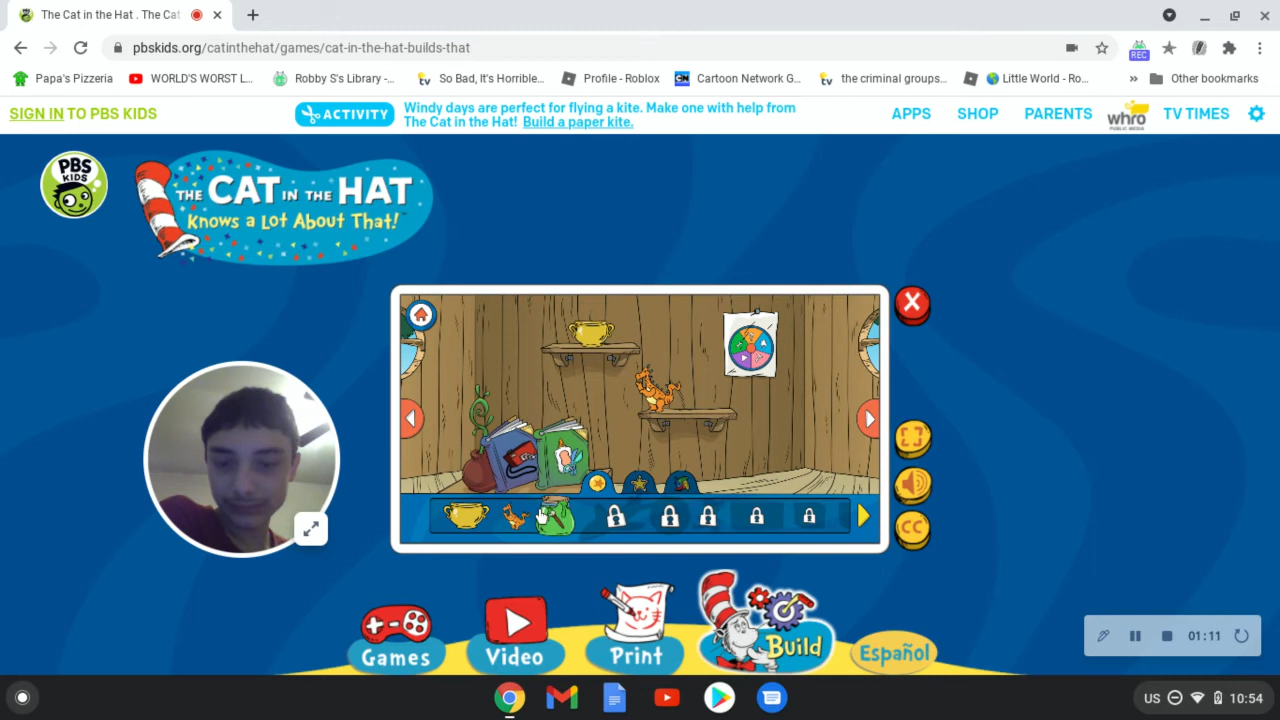 The Cat in the Hat . The Cat
pbskids.org/catinthehat/games/cat-in-the-hat-builds-that
REC
Papa's Pizzeria
WORLD'S WORST L...
Robby S's Library -...
So Bad, It's Horrible...
Profile - Roblox
CN
Cartoon Network G...
the criminal groups...
Little World - Ro...
»
Other bookmarks
SIGN IN TO PBS KIDS
ACTIVITY
Windy days are perfect for flying a kite. Make one with help from
The Cat in the Hat! Build a paper kite.
APPS
SHOP
PARENTS
whro
PUBLIC MEDIA
TV TIMES
PBS
KIDS
THE CAT IN THE HAT
Knows a Lot About That!
CC
Games
Video
Print
Build
Español
01:11
US
10:54